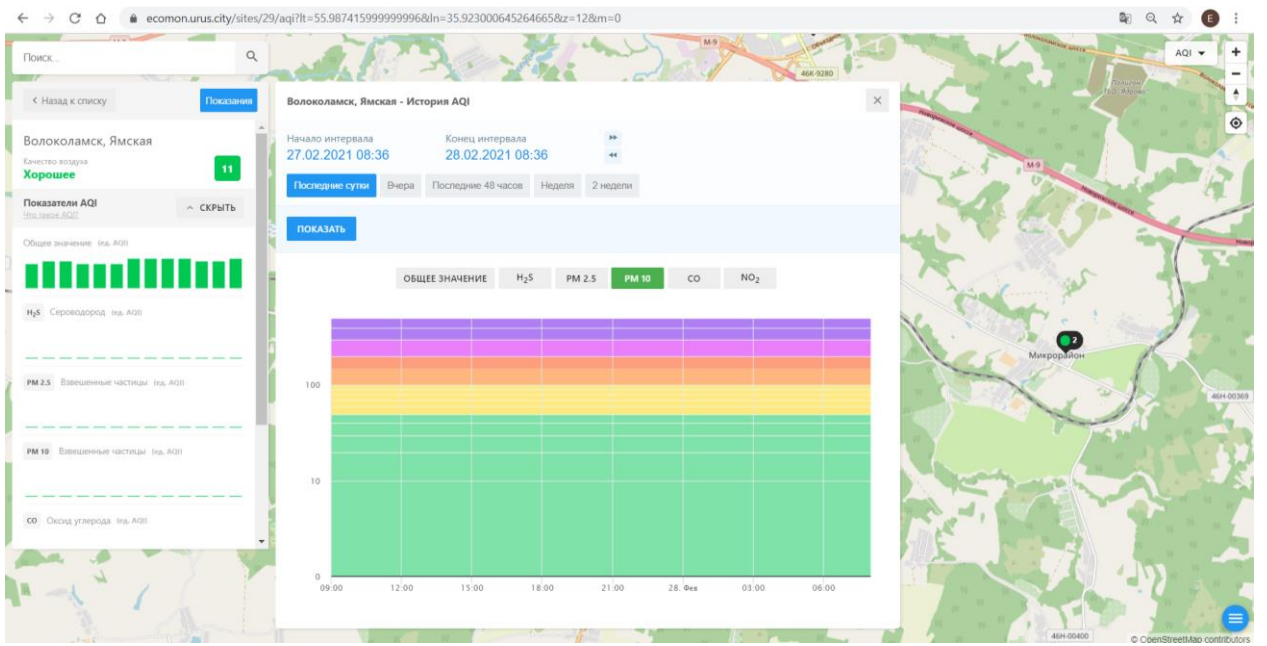 ecomon.urus.city/sites/29/aqi?lt=55.987415999999996&ln=35.923000645264665&z=12&m=0
E
Поиск...
М-9
46К-9280
AQI
Назад к списку
Показания
Волоколамск, Ямская
Качество воздуха
Хорошее
11
Показатели AQI
Что такое AQI?
СКРЫТЬ
Общее значение (ед. AQI)
H2S Сероводород (ед. AQI)
PM 2.5 Взвешенные частицы (ед. AQI)
PM 10 Взвешенные частицы (ед. AQI)
CO Оксид углерода (ед. AQI)
Волоколамск, Ямская - История AQI
Начало интервала
Конец интервала
27.02.2021 08:36
28.02.2021 08:36
Последние сутки
Вчера
Последние 48 часов
Неделя
2 недели
ПОКАЗАТЬ
ОБЩЕЕ ЗНАЧЕНИЕ
H2S
PM 2.5
PM 10
CO
NO2
100
10
0
09:00
12:00
15:00
18:00
21:00
28. Фев
03:00
06:00
М-9
2
Микрорайон
46Н-00369
46Н-00400
© OpenStreetMap contributors